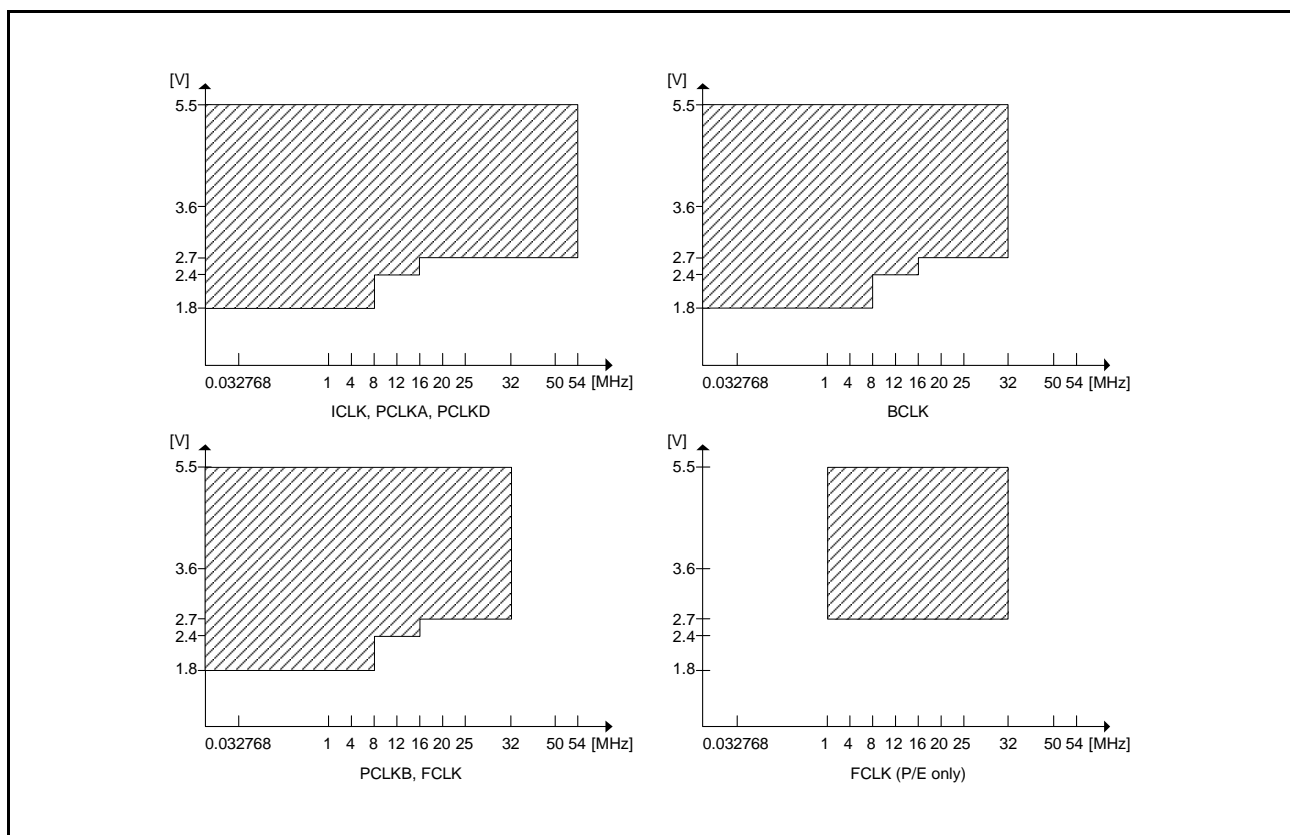 [V]
5.5
3.6
2.7
2.4
1.8
0.032768 1 4 8 12 16 20 25 32 50 54 [MHz]
ICLK, PCLKA, PCLKD
[V]
5.5
3.6
2.7
2.4
1.8
0.032768 1 4 8 12 16 20 25 32 50 54 [MHz]
BCLK
[V]
5.5
3.6
2.7
2.4
1.8
0.032768 1 4 8 12 16 20 25 32 50 54 [MHz]
PCLKB, FCLK
[V]
5.5
3.6
2.7
2.4
1.8
0.032768 1 4 8 12 16 20 25 32 50 54 [MHz]
FCLK (P/E only)